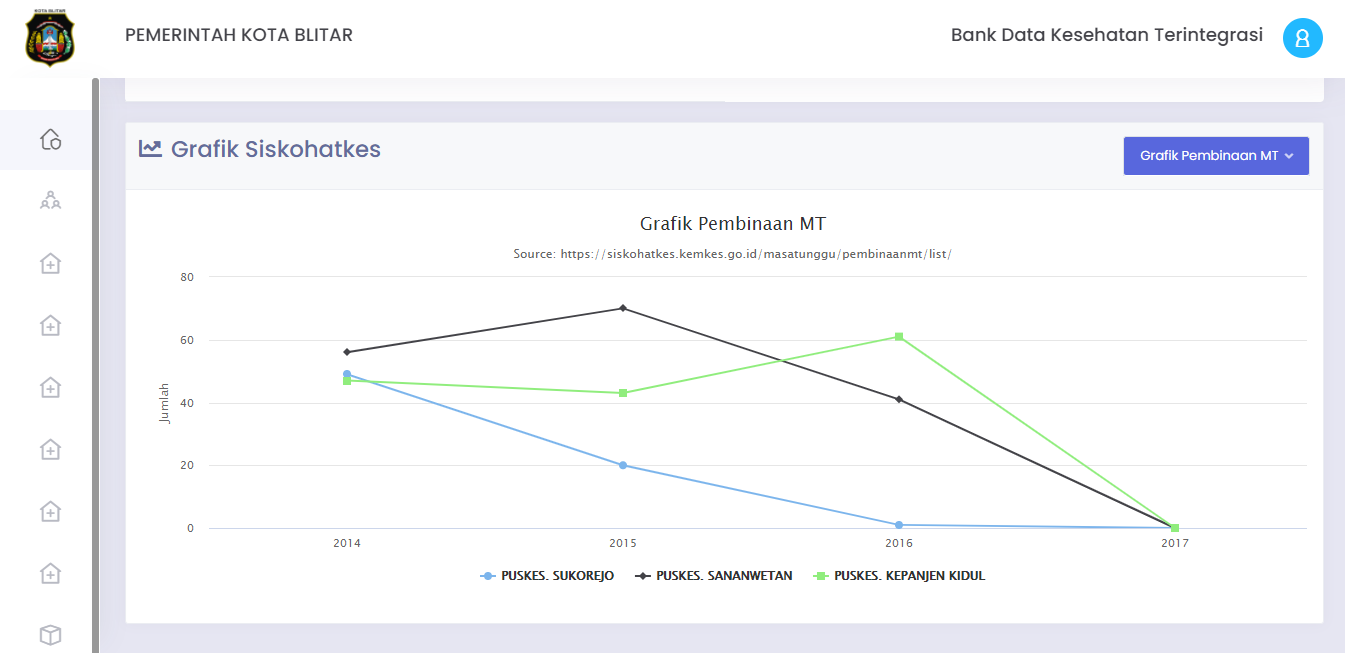 KOTA BLITAR
PEMERINTAH KOTA BLITAR
Bank Data Kesehatan Terintegrasi
Grafik Siskohatkes
Grafik Pembinaan MT
Grafik Pembinaan MT
Source: https://siskohatkes.kemkes.go.id/masatunggu/pembinaanmt/list/
80
60
40
20
0
Jumlah
2014 2015 2016 2017
PUSKES. SUKOREJO PUSKES. SANANWETAN PUSKES. KEPANJEN KIDUL